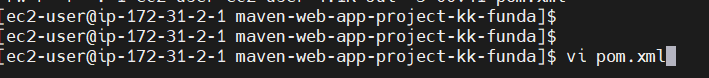 [ec2-user@ip-172-31-2-1 maven-web-app-project-kk-funda]$
[ec2-user@ip-172-31-2-1 maven-web-app-project-kk-funda]$
[ec2-user@ip-172-31-2-1 maven-web-app-project-kk-funda]$ vi pom.xml